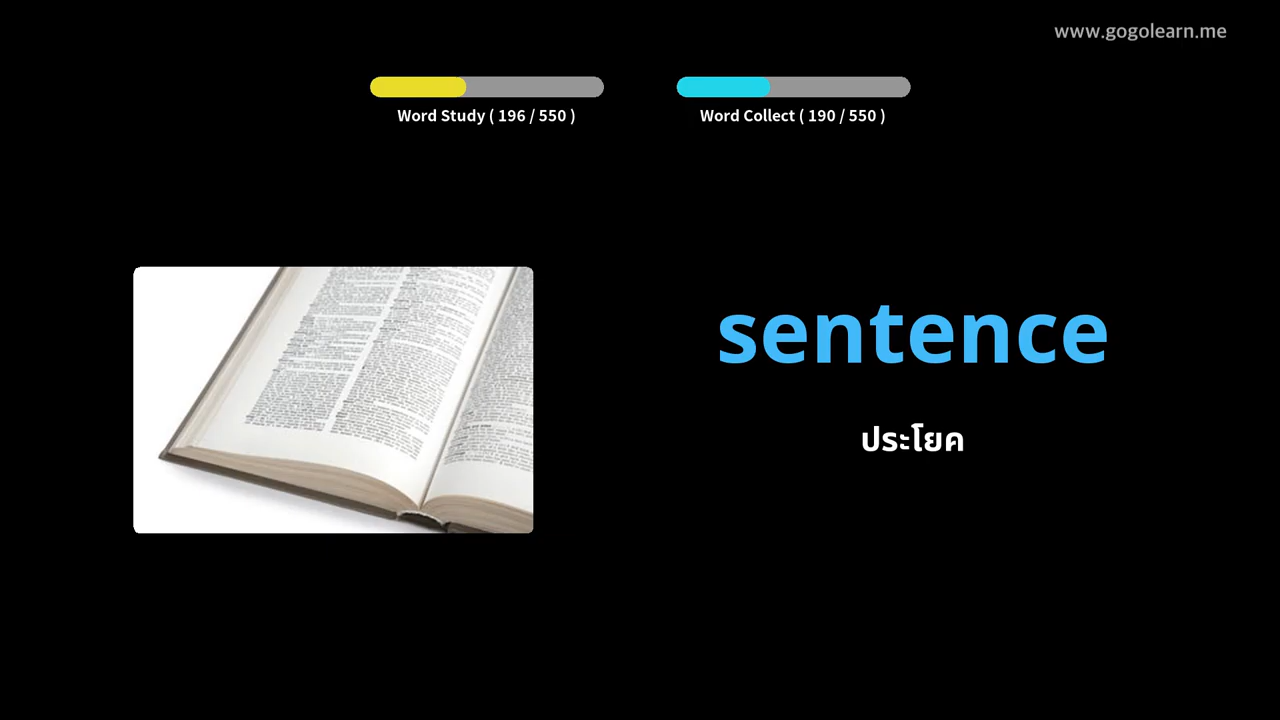 www.gogolearn.me
Word Study ( 196 / 550 )
Word Collect ( 190 / 550 )
sentence
ประโยค